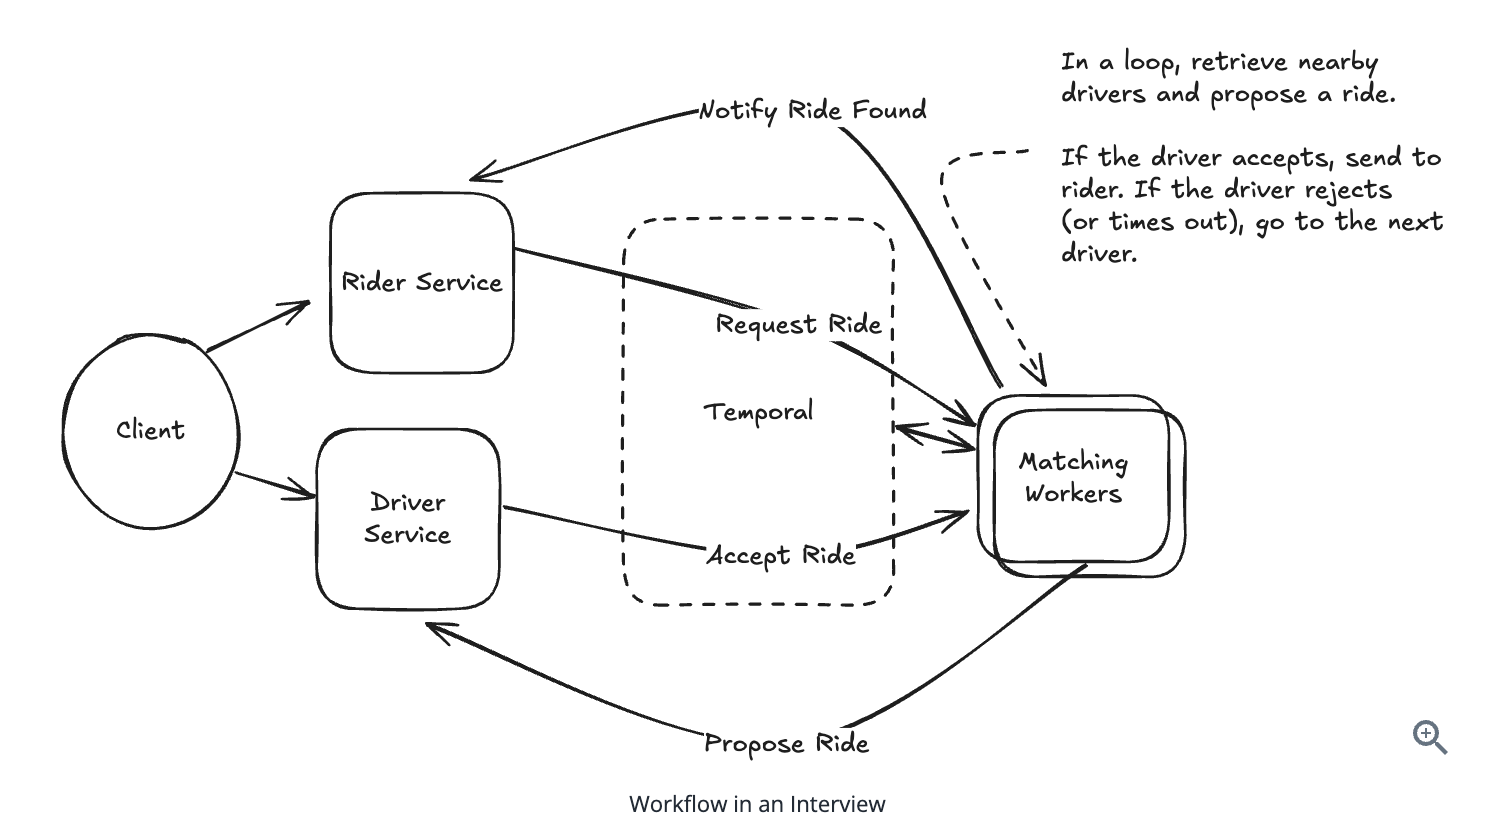 In a loop, retrieve nearby
drivers and propose a ride.
Notify Ride Found
If the driver accepts, send to
rider. If the driver rejects
(or times out), go to the next
driver.
Rider Service
Request Ride
Temporal
Client
Matching
Workers
Driver
Service
Accept Ride
Propose Ride
Workflow in an Interview